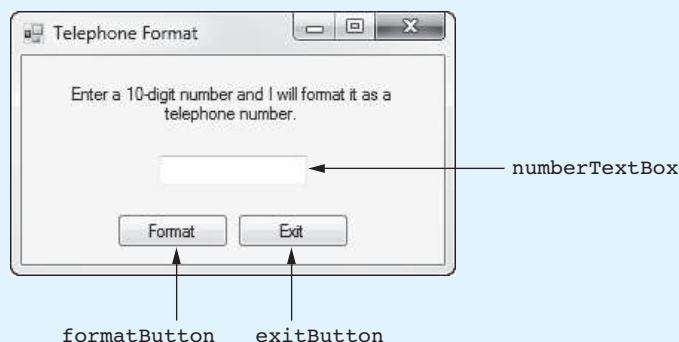 Telephone Format
Enter a 10-digit number and I will format it as a
telephone number.
numberTextBox
Format Exit
formatButton exitButton